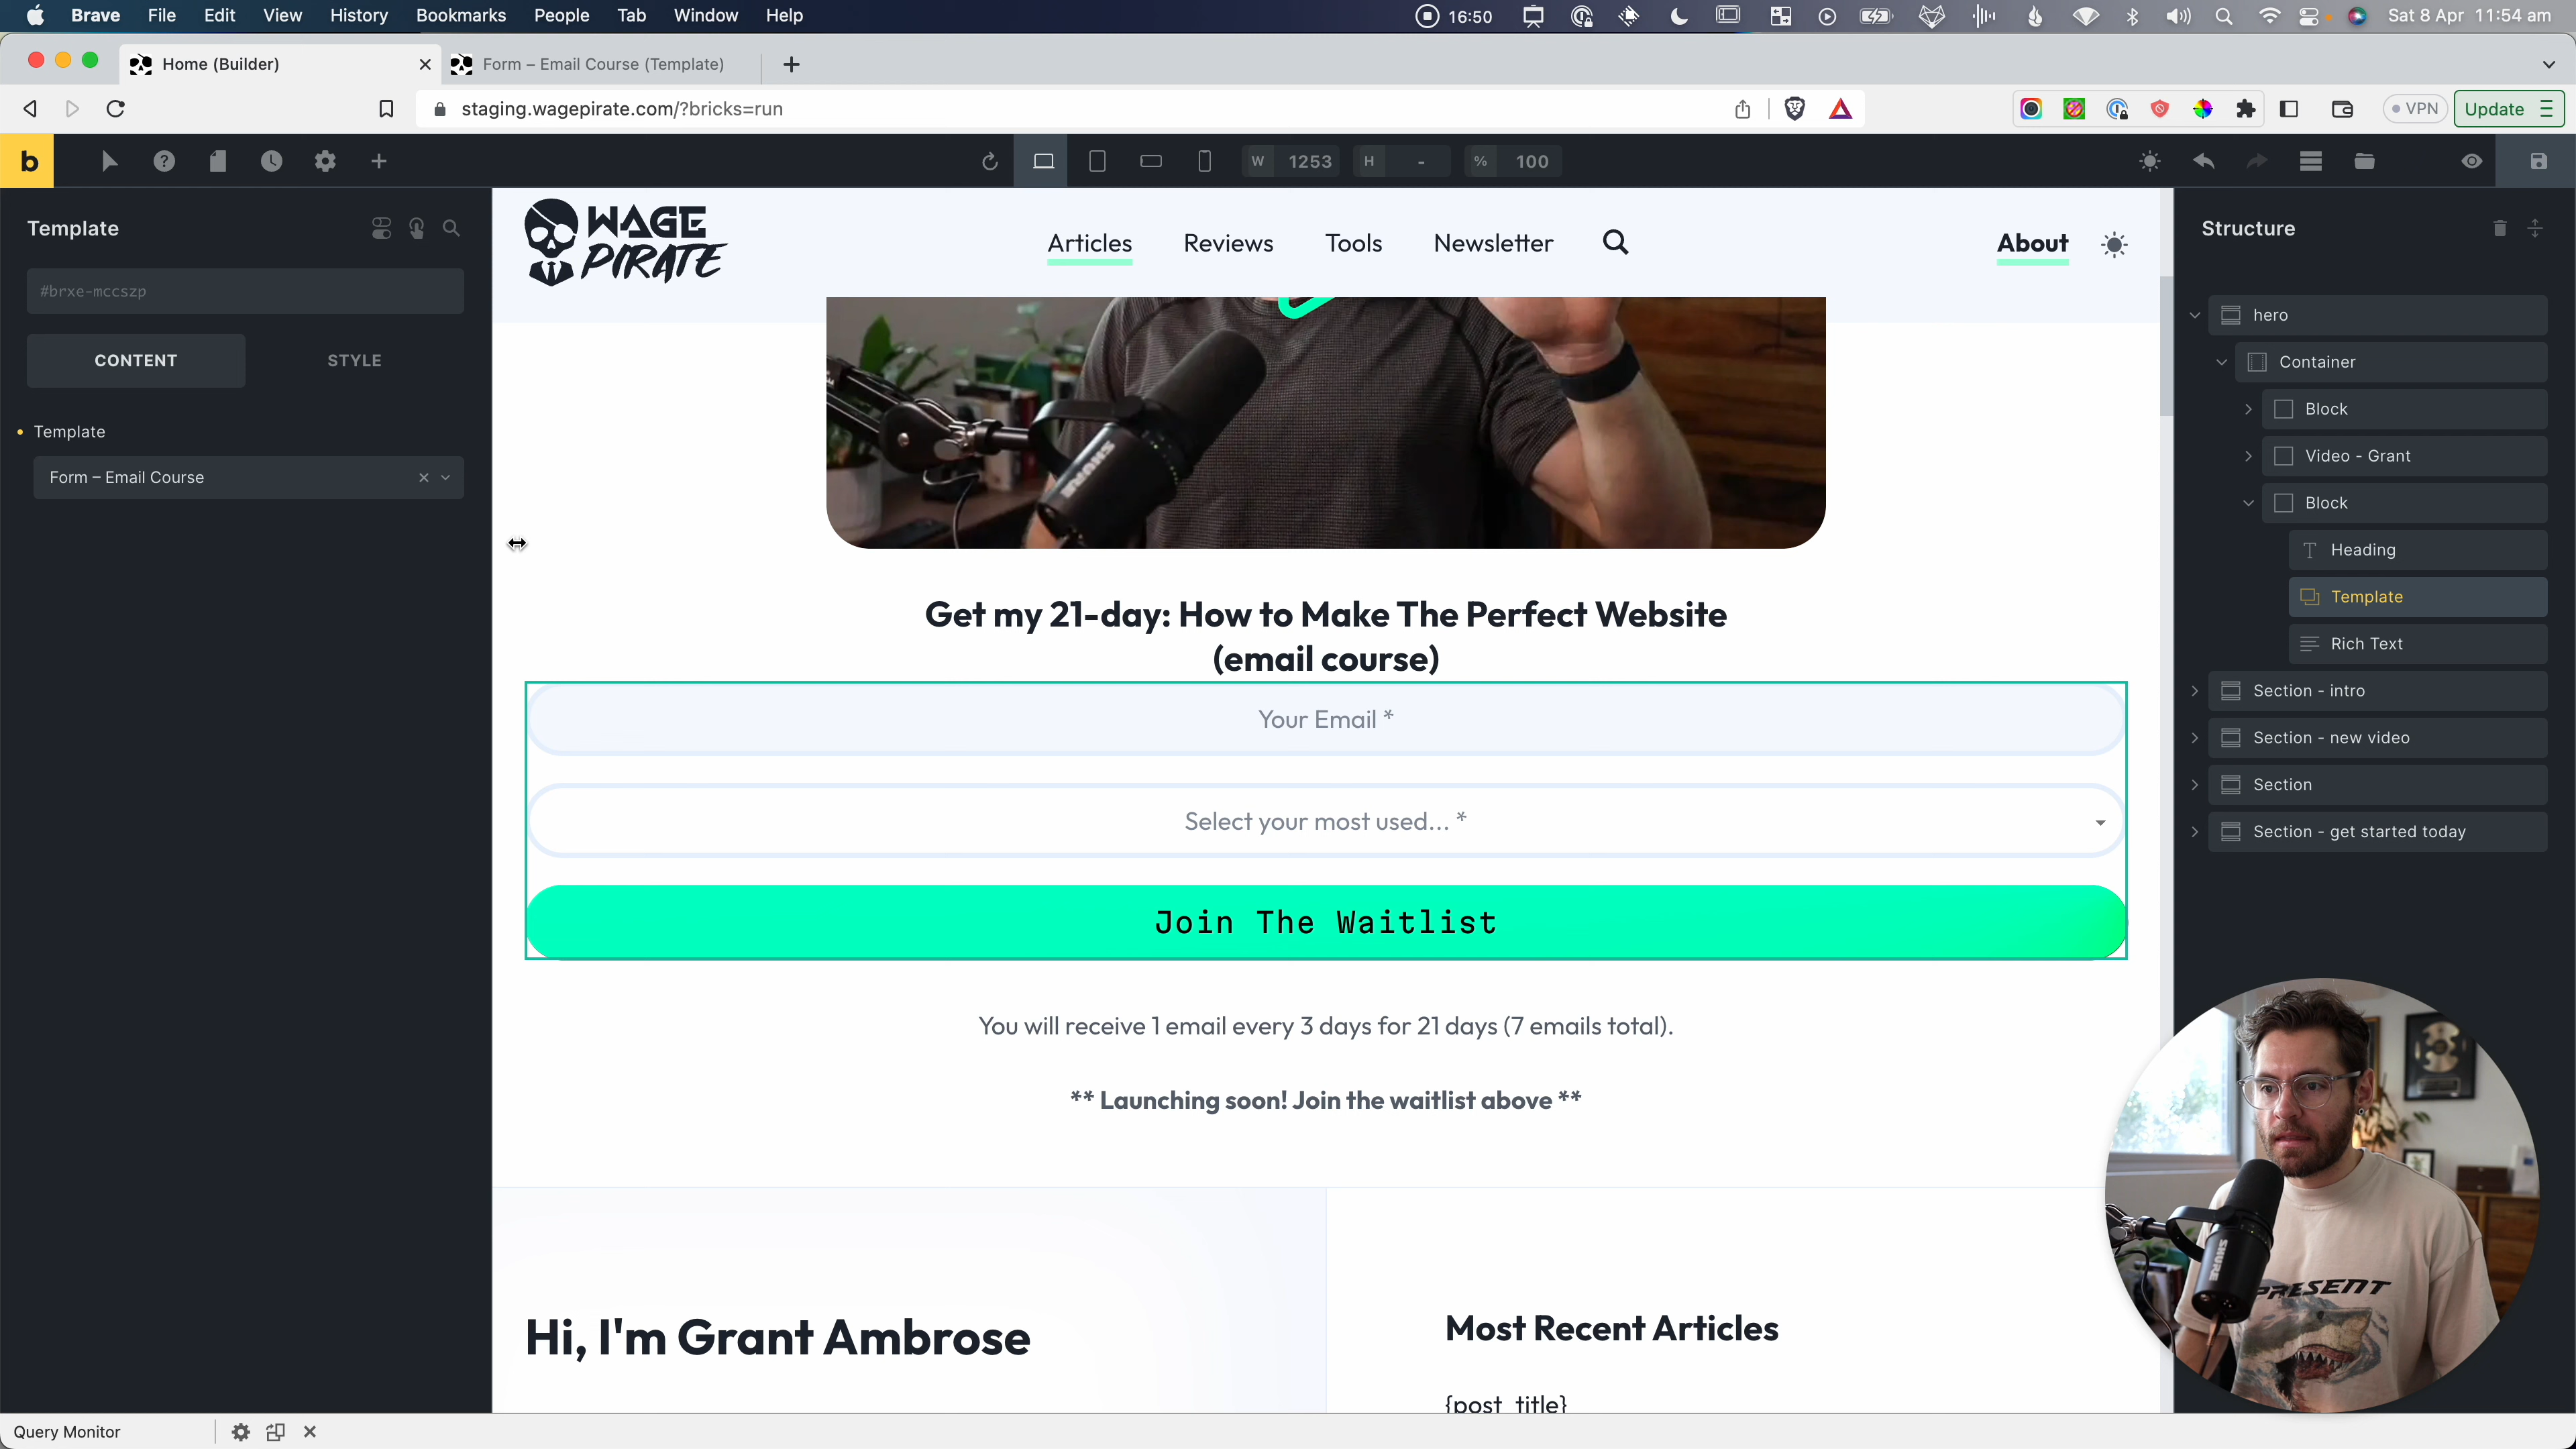 Brave File Edit View History Bookmarks People Tab Window Help 16:50 Sat 8 Apr 11:54 am
Home (Builder) Form – Email Course (Template)
staging.wagepirate.com/?bricks=run VPN Update
b W 1253 H - % 100
Template
#brxe-mccszp
CONTENT STYLE
Template
Form – Email Course
WAGE PIRATE
Articles Reviews Tools Newsletter About
SHURE
Get my 21-day: How to Make The Perfect Website
(email course)
Your Email *
Select your most used... *
Join The Waitlist
You will receive 1 email every 3 days for 21 days (7 emails total).
** Launching soon! Join the waitlist above **
Hi, I'm Grant Ambrose
Most Recent Articles
{post_title}
Structure
hero
Container
Block
Video - Grant
Block
Heading
Template
Rich Text
Section - intro
Section - new video
Section
Section - get started today
SHURE
PRESENT
Query Monitor